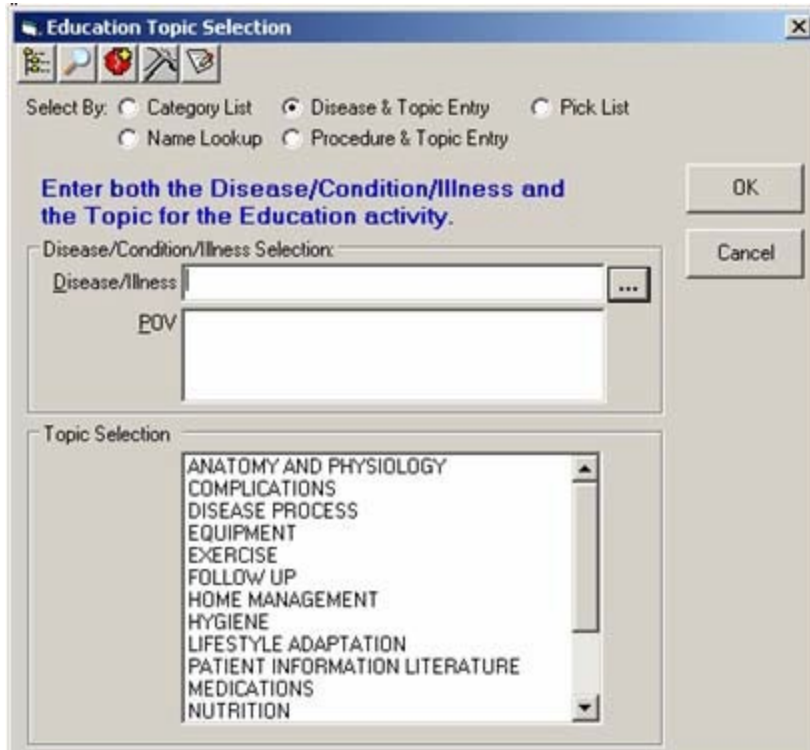 Education Topic Selection
Select By: Category List Disease & Topic Entry Pick List
Name Lookup Procedure & Topic Entry
Enter both the Disease/Condition/Illness and
the Topic for the Education activity.
OK
Cancel
Disease/Condition/Illness Selection:
Disease/Illness ...
POV
Topic Selection
ANATOMY AND PHYSIOLOGY
COMPLICATIONS
DISEASE PROCESS
EQUIPMENT
EXERCISE
FOLLOW UP
HOME MANAGEMENT
HYGIENE
LIFESTYLE ADAPTATION
PATIENT INFORMATION LITERATURE
MEDICATIONS
NUTRITION